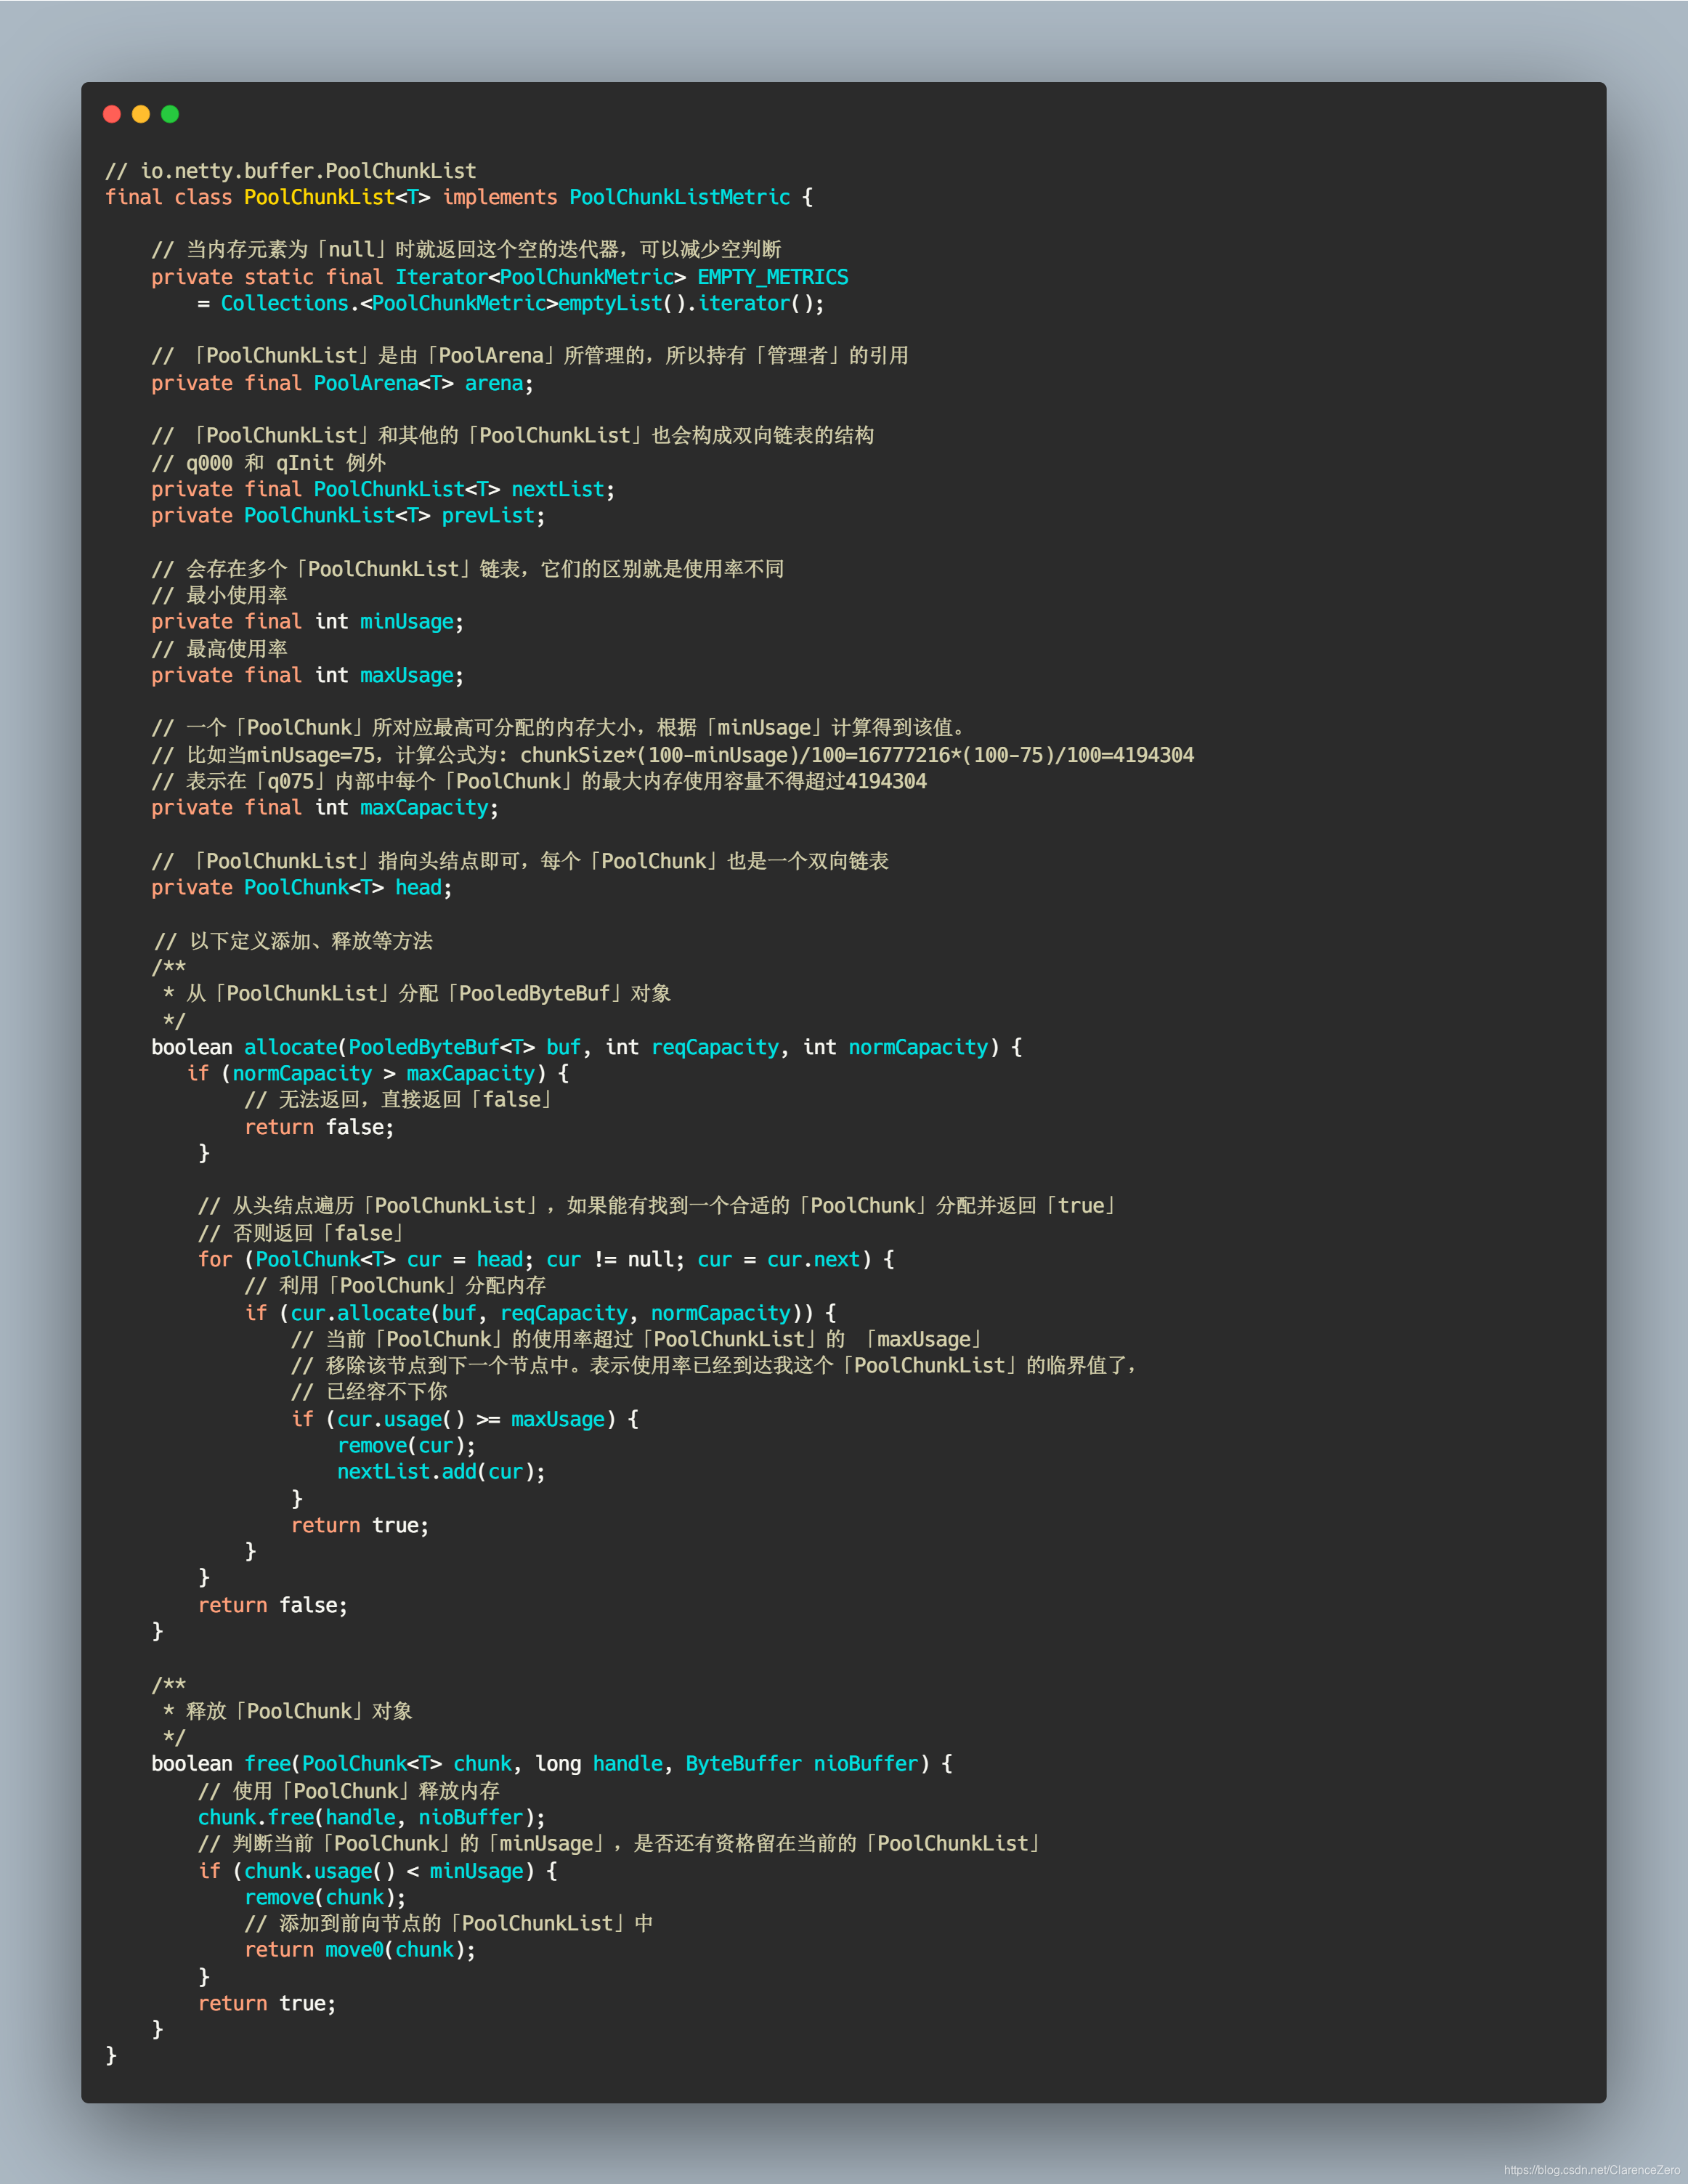 // io.netty.buffer.PoolChunkList
final class PoolChunkList<T> implements PoolChunkListMetric {
// 当内存元素为「null」时就返回这个空的迭代器，可以减少空判断
private static final Iterator<PoolChunkMetric> EMPTY_METRICS
= Collections.<PoolChunkMetric>emptyList().iterator();
// 「PoolChunkList」是由「PoolArena」所管理的，所以持有「管理者」的引用
private final PoolArena<T> arena;
// 「PoolChunkList」和其他的「PoolChunkList」也会构成双向链表的结构
// q000 和 qInit 例外
private final PoolChunkList<T> nextList;
private PoolChunkList<T> prevList;
// 会存在多个「PoolChunkList」链表，它们的区别就是使用率不同
// 最小使用率
private final int minUsage;
// 最高使用率
private final int maxUsage;
// 一个「PoolChunk」所对应最高可分配的内存大小，根据「minUsage」计算得到该值。
// 比如当minUsage=75，计算公式为: chunkSize*(100-minUsage)/100=16777216*(100-75)/100=4194304
// 表示在「q075」内部中每个「PoolChunk」的最大内存使用容量不得超过4194304
private final int maxCapacity;
// 「PoolChunkList」指向头结点即可，每个「PoolChunk」也是一个双向链表
private PoolChunk<T> head;
// 以下定义添加、释放等方法
/**
* 从「PoolChunkList」分配「PooledByteBuf」对象
*/
boolean allocate(PooledByteBuf<T> buf, int reqCapacity, int normCapacity) {
if (normCapacity > maxCapacity) {
// 无法返回，直接返回「false」
return false;
}
// 从头结点遍历「PoolChunkList」，如果能有找到一个合适的「PoolChunk」分配并返回「true」
// 否则返回「false」
for (PoolChunk<T> cur = head; cur != null; cur = cur.next) {
// 利用「PoolChunk」分配内存
if (cur.allocate(buf, reqCapacity, normCapacity)) {
// 当前「PoolChunk」的使用率超过「PoolChunkList」的 「maxUsage」
// 移除该节点到下一个节点中。表示使用率已经到达我这个「PoolChunkList」的临界值了，
// 已经容不下你
if (cur.usage() >= maxUsage) {
remove(cur);
nextList.add(cur);
}
return true;
}
}
return false;
}
/**
* 释放「PoolChunk」对象
*/
boolean free(PoolChunk<T> chunk, long handle, ByteBuffer nioBuffer) {
// 使用「PoolChunk」释放内存
chunk.free(handle, nioBuffer);
// 判断当前「PoolChunk」的「minUsage」，是否还有资格留在当前的「PoolChunkList」
if (chunk.usage() < minUsage) {
remove(chunk);
// 添加到前向节点的「PoolChunkList」中
return move0(chunk);
}
return true;
}
}
https://blog.csdn.net/ClarenceZero